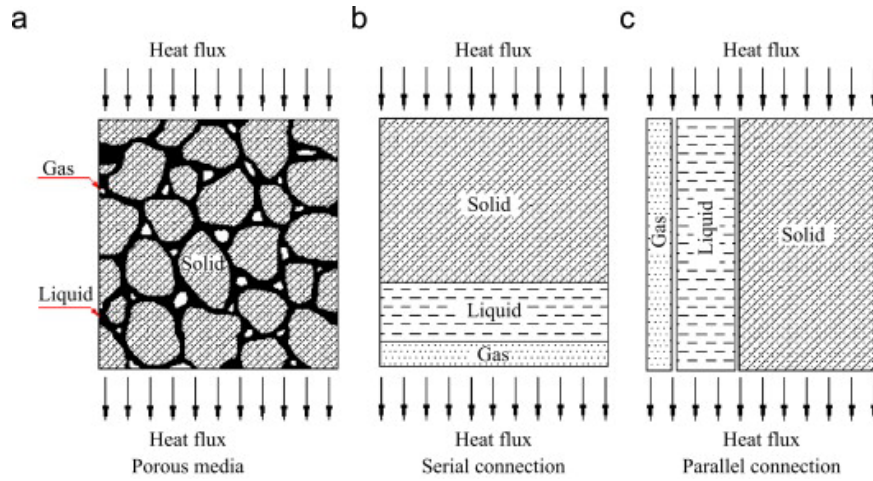 a
Heat flux
Gas
Solid
Liquid
Heat flux
Porous media
b
Heat flux
Solid
Liquid
Gas
Heat flux
Serial connection
c
Heat flux
Gas
Liquid
Solid
Heat flux
Parallel connection